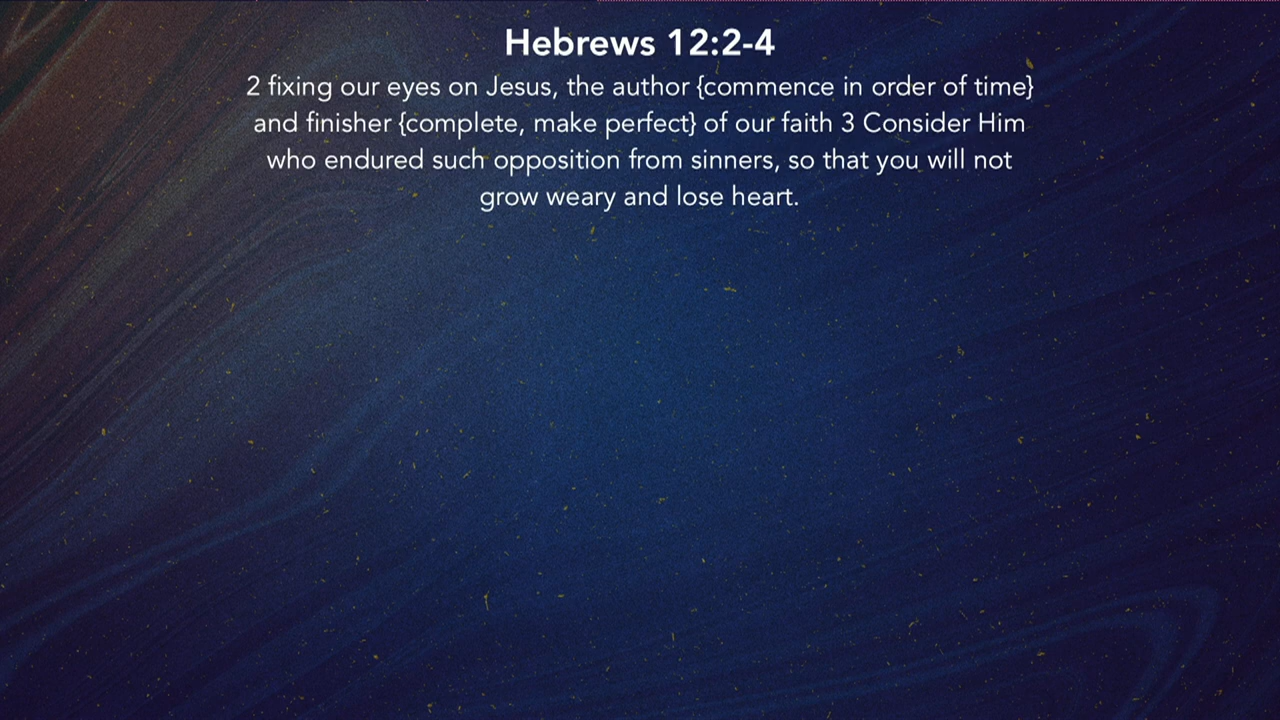 Hebrews 12:2-4
2 fixing our eyes on Jesus, the author {commence in order of time}
and finisher {complete, make perfect} of our faith 3 Consider Him
who endured such opposition from sinners, so that you will not
grow weary and lose heart.